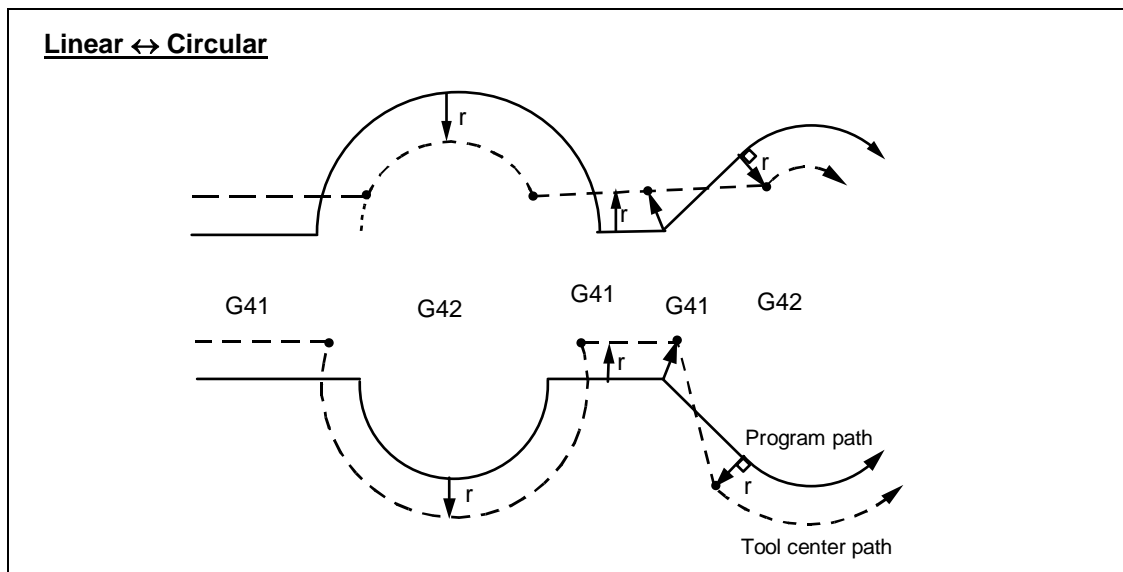 Linear ↔ Circular
r
r
r
G41
G42
G41
G41
G42
r
Program path
r
r
Tool center path